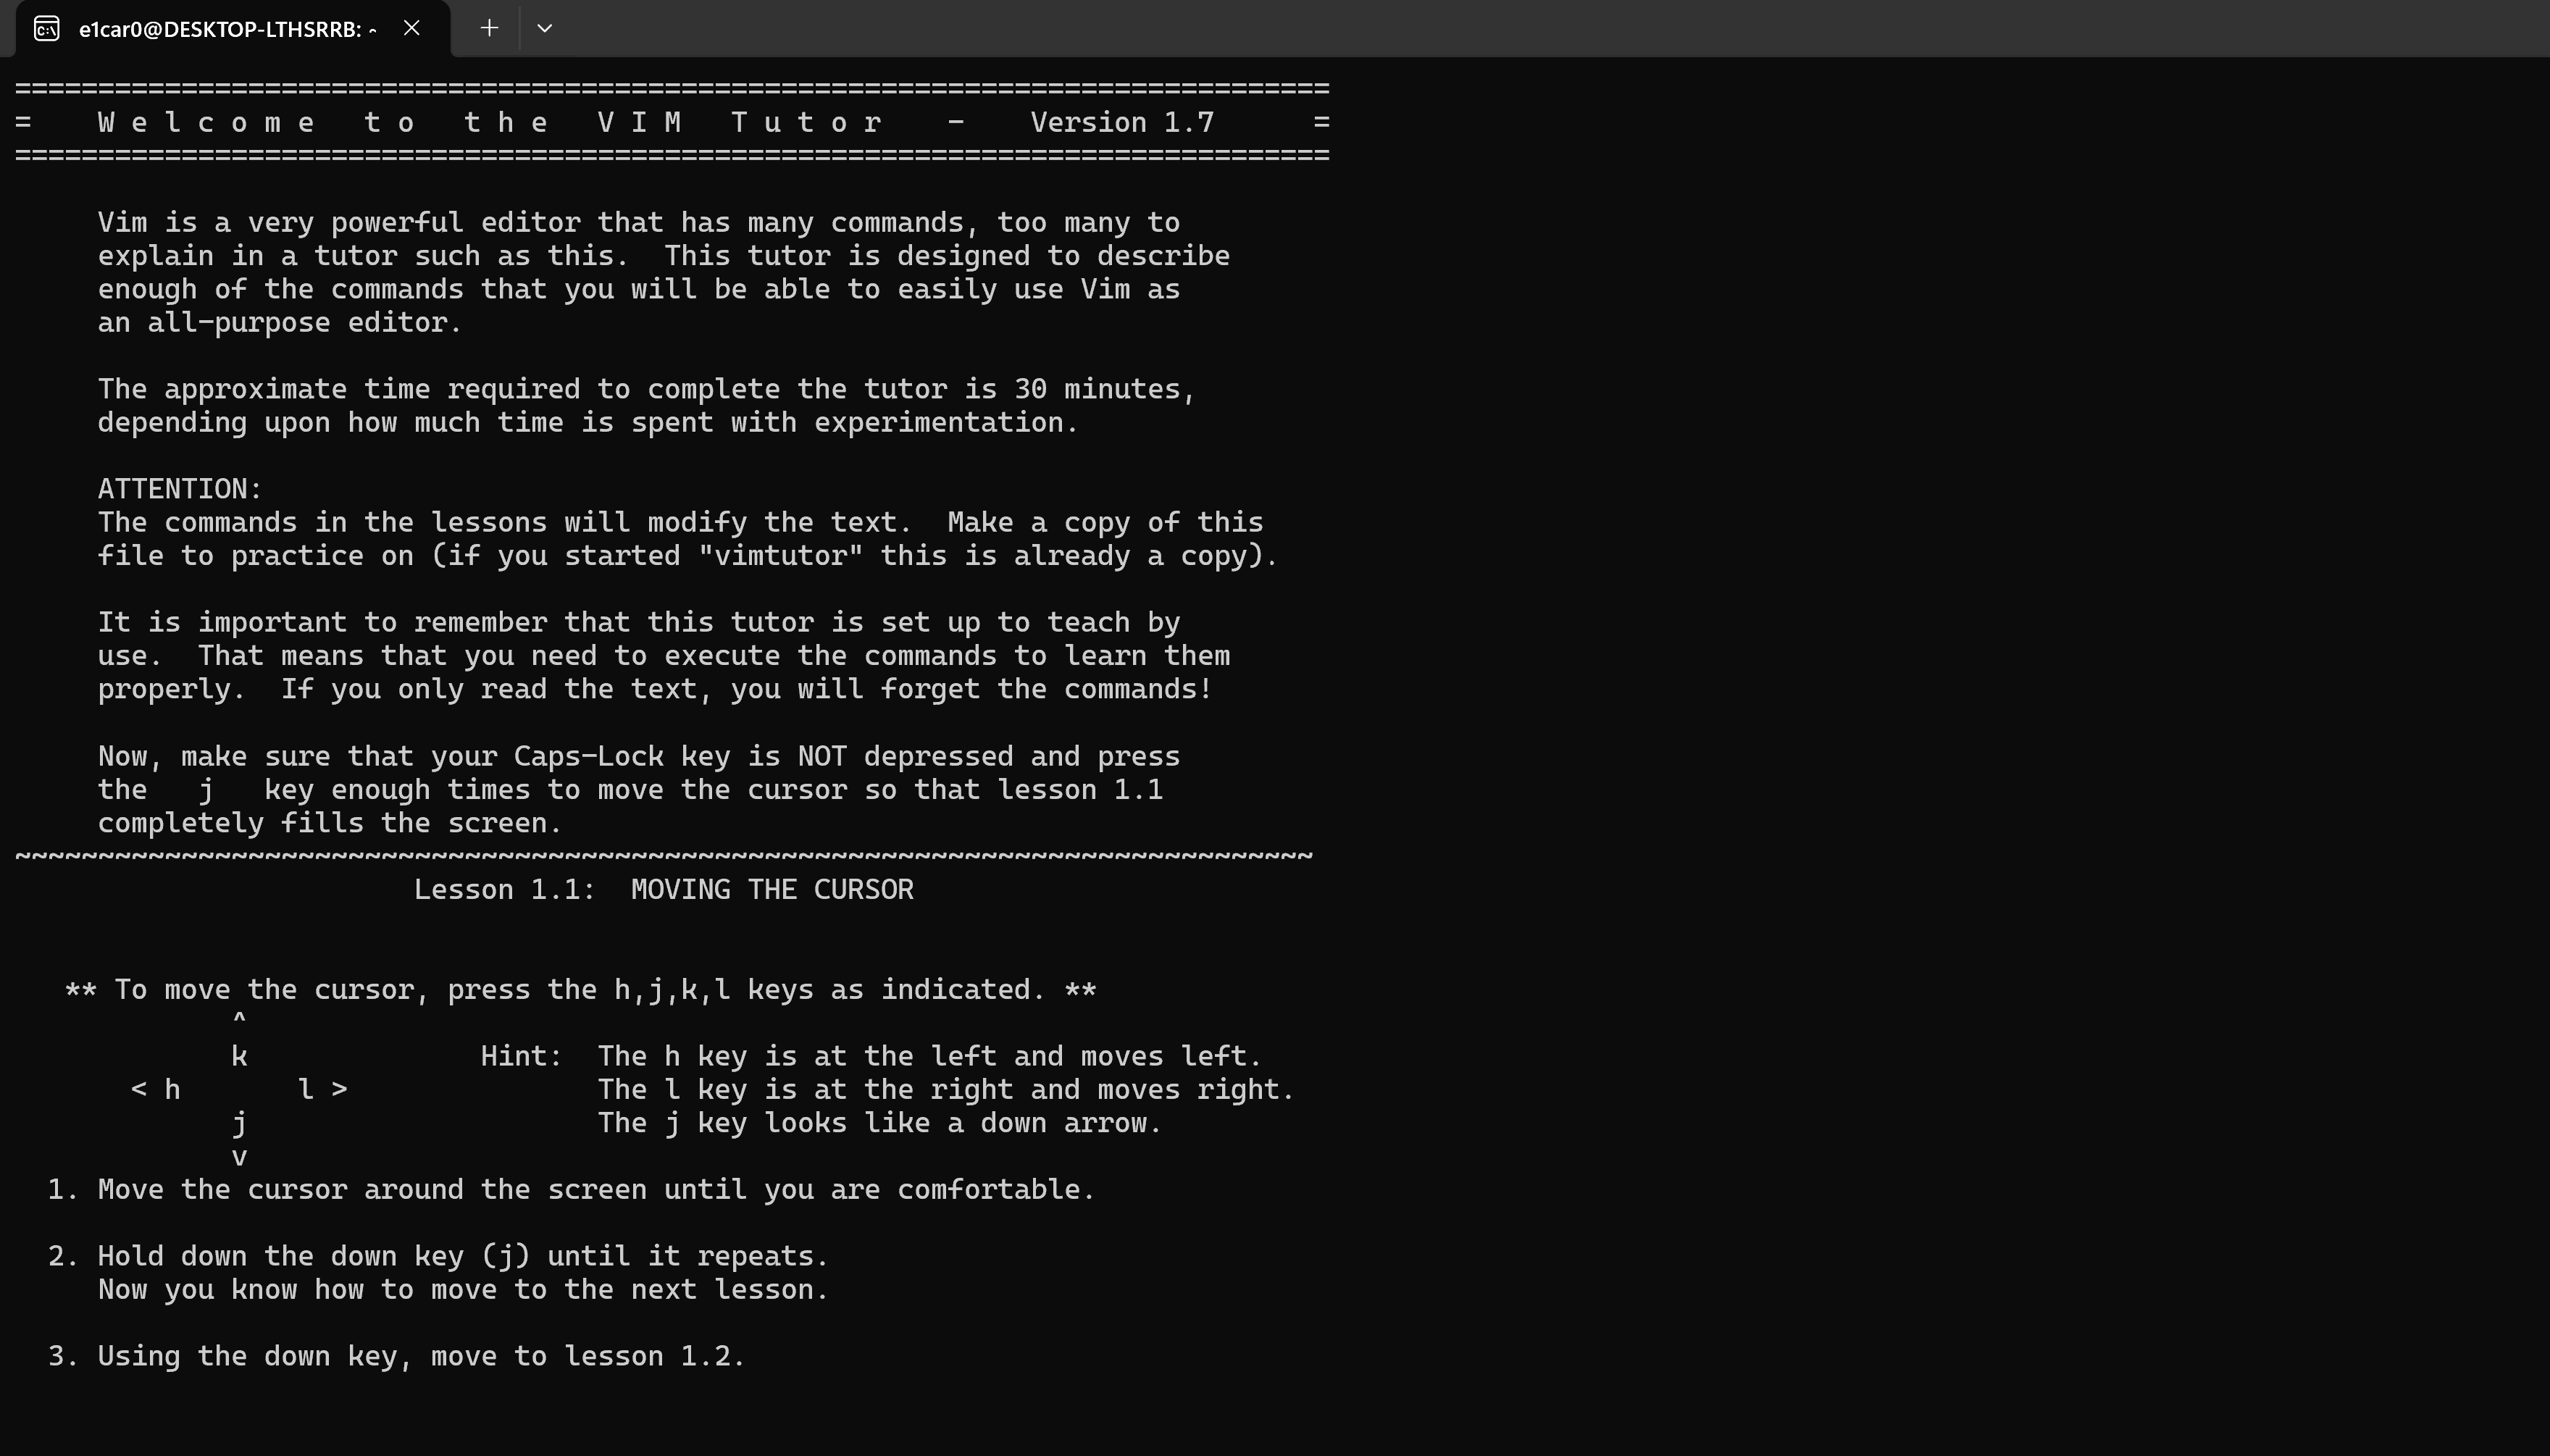 e1car0@DESKTOP-LTHSRRB: ~
===============================================================================
=    W e l c o m e   t o   t h e   V I M   T u t o r    -    Version 1.7      =
===============================================================================
Vim is a very powerful editor that has many commands, too many to
explain in a tutor such as this.  This tutor is designed to describe
enough of the commands that you will be able to easily use Vim as
an all-purpose editor.
The approximate time required to complete the tutor is 30 minutes,
depending upon how much time is spent with experimentation.
ATTENTION:
The commands in the lessons will modify the text.  Make a copy of this
file to practice on (if you started "vimtutor" this is already a copy).
It is important to remember that this tutor is set up to teach by
use.  That means that you need to execute the commands to learn them
properly.  If you only read the text, you will forget the commands!
Now, make sure that your Caps-Lock key is NOT depressed and press
the   j   key enough times to move the cursor so that lesson 1.1
completely fills the screen.
~~~~~~~~~~~~~~~~~~~~~~~~~~~~~~~~~~~~~~~~~~~~~~~~~~~~~~~~~~~~~~~~~~~~~~~~~~~~~~
Lesson 1.1:  MOVING THE CURSOR
** To move the cursor, press the h,j,k,l keys as indicated. **
^
k              Hint:  The h key is at the left and moves left.
< h       l >               The l key is at the right and moves right.
j                     The j key looks like a down arrow.
v
1. Move the cursor around the screen until you are comfortable.
2. Hold down the down key (j) until it repeats.
Now you know how to move to the next lesson.
3. Using the down key, move to lesson 1.2.